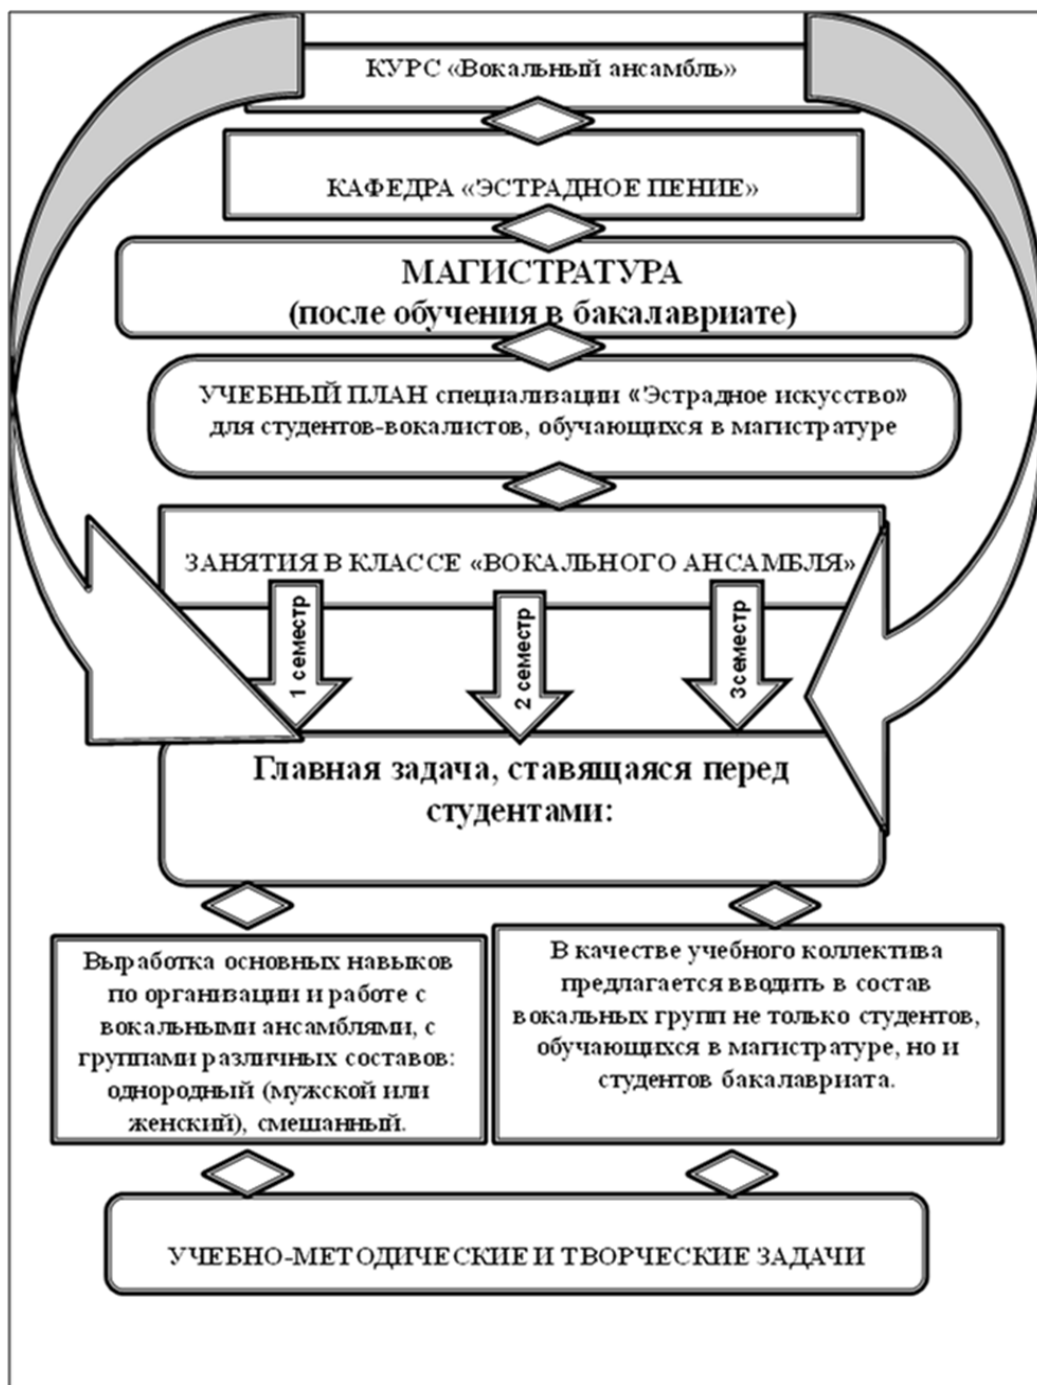 КУРС «Вокальный ансамбль»
КАФЕДРА «ЭСТРАДНОЕ ПЕНИЕ»
МАГИСТРАТУРА
(после обучения в бакалавриате)
УЧЕБНЫЙ ПЛАН специализации «Эстрадное искусство»
для студентов-вокалистов, обучающихся в магистратуре
ЗАНЯТИЯ В КЛАССЕ «ВОКАЛЬНОГО АНСАМБЛЯ»
1 семестр
2 семестр
3семестр
Главная задача, ставящаяся перед
студентами:
Выработка основных навыков
по организации и работе с
вокальными ансамблями, с
группами различных составов:
однородный (мужской или
женский), смешанный.
В качестве учебного коллектива
предлагается вводить в состав
вокальных групп не только студентов,
обучающихся в магистратуре, но и
студентов бакалавриата.
УЧЕБНО-МЕТОДИЧЕСКИЕ И ТВОРЧЕСКИЕ ЗАДАЧИ